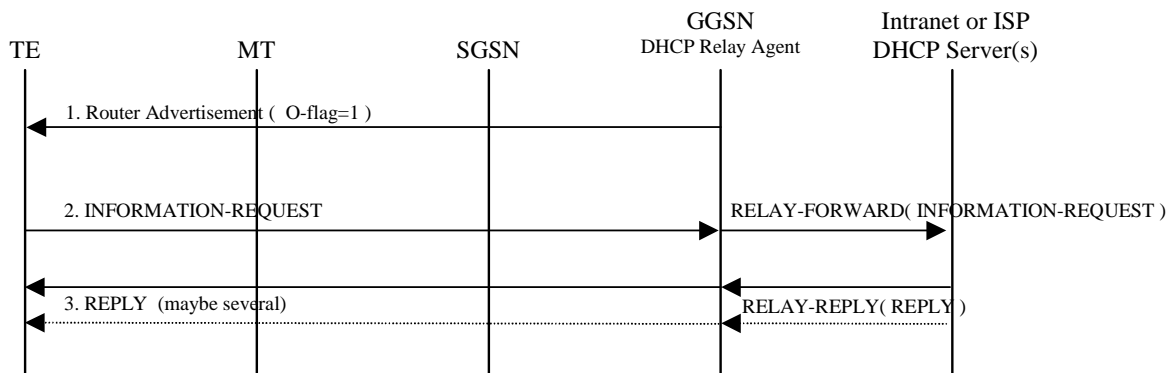 GGSN
Intranet or ISP
TE
MT
SGSN
DHCP Relay Agent
DHCP Server(s)
1. Router Advertisement ( O-flag=1 )
2. INFORMATION-REQUEST
RELAY-FORWARD( INFORMATION-REQUEST )
3. REPLY (maybe several)
RELAY-REPLY( REPLY )